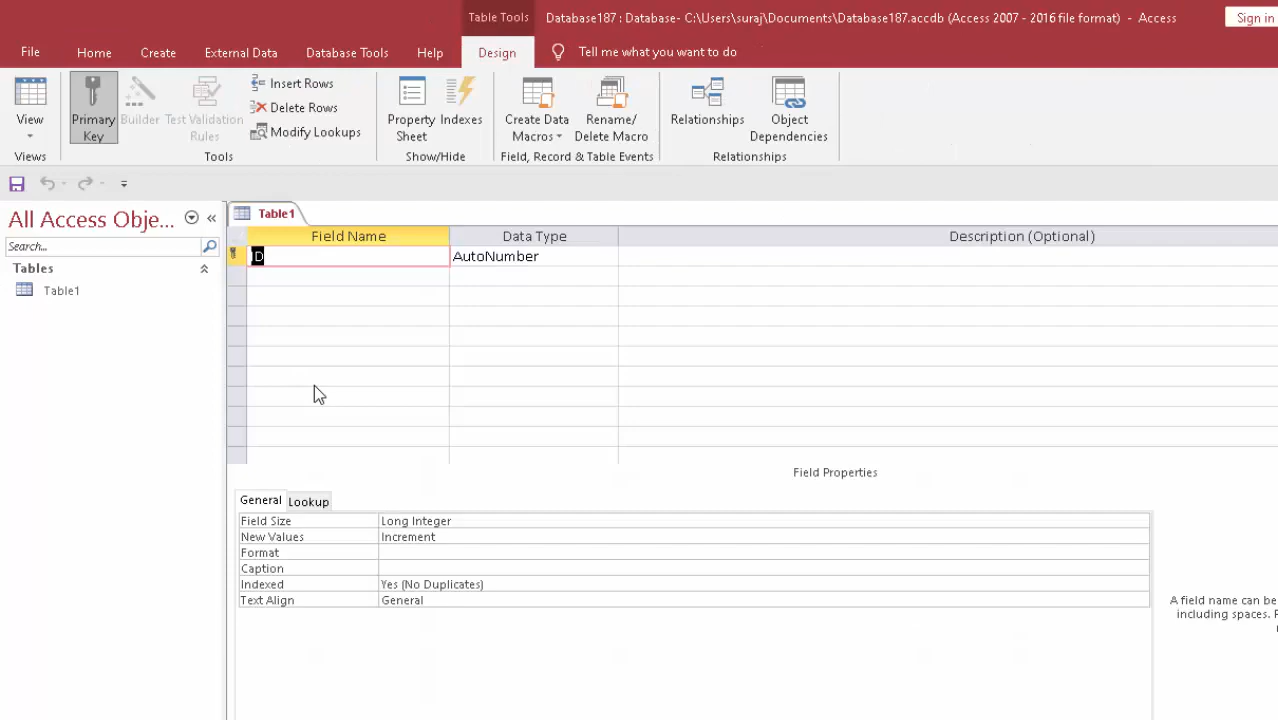 Table Tools
Database187 : Database- C:\Users\suraj\Documents\Database187.accdb (Access 2007 - 2016 file format) - Access
Sign in
File Home Create External Data Database Tools Help Design Tell me what you want to do
View
Primary Key
Builder
Test Validation Rules
Insert Rows
Delete Rows
Modify Lookups
Property Sheet
Indexes
Create Data Macros
Rename/ Delete Macro
Relationships
Object Dependencies
Views Tools Show/Hide Field, Record & Table Events Relationships
All Access Obje...
Search...
Tables
Table1
Table1
Field Name Data Type Description (Optional)
ID AutoNumber
Field Properties
General Lookup
Field Size Long Integer
New Values Increment
Format
Caption
Indexed Yes (No Duplicates)
Text Align General
A field name can be
including spaces.